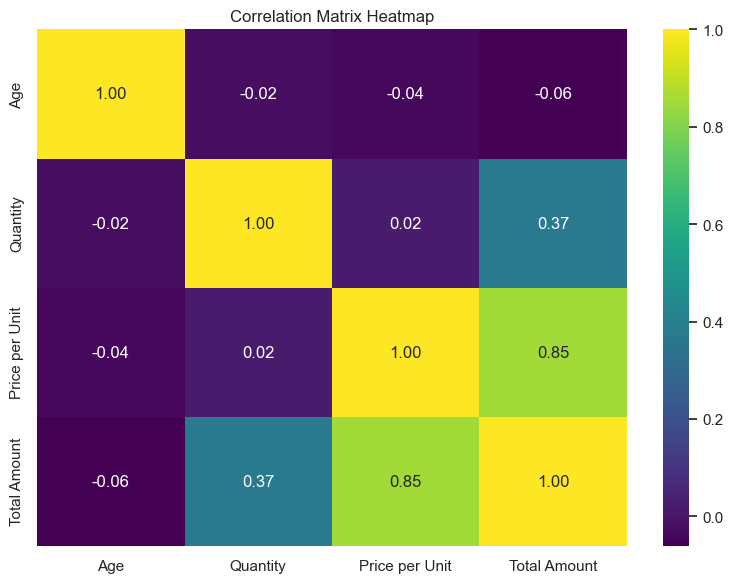 Correlation Matrix Heatmap
Age
1.00
-0.02
-0.04
-0.06
Quantity
-0.02
1.00
0.02
0.37
Price per Unit
-0.04
0.02
1.00
0.85
Total Amount
-0.06
0.37
0.85
1.00
Age
Quantity
Price per Unit
Total Amount
1.0
0.8
0.6
0.4
0.2
0.0